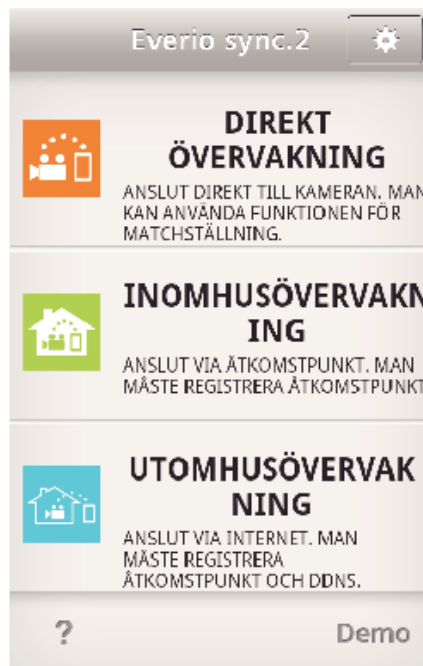 Everio sync.2
DIREKT
ÖVERVAKNING
ANSLUT DIREKT TILL KAMERAN. MAN
KAN ANVÄNDA FUNKTIONEN FÖR
MATCHSTÄLLNING.
INOMHUSÖVERVAKN
ING
ANSLUT VIA ÅTKOMSTPUNKT. MAN
MÅSTE REGISTRERA ÅTKOMSTPUNKT
UTOMHUSÖVERVAK
NING
ANSLUT VIA INTERNET. MAN
MÅSTE REGISTRERA
ÅTKOMSTPUNKT OCH DDNS.
? Demo